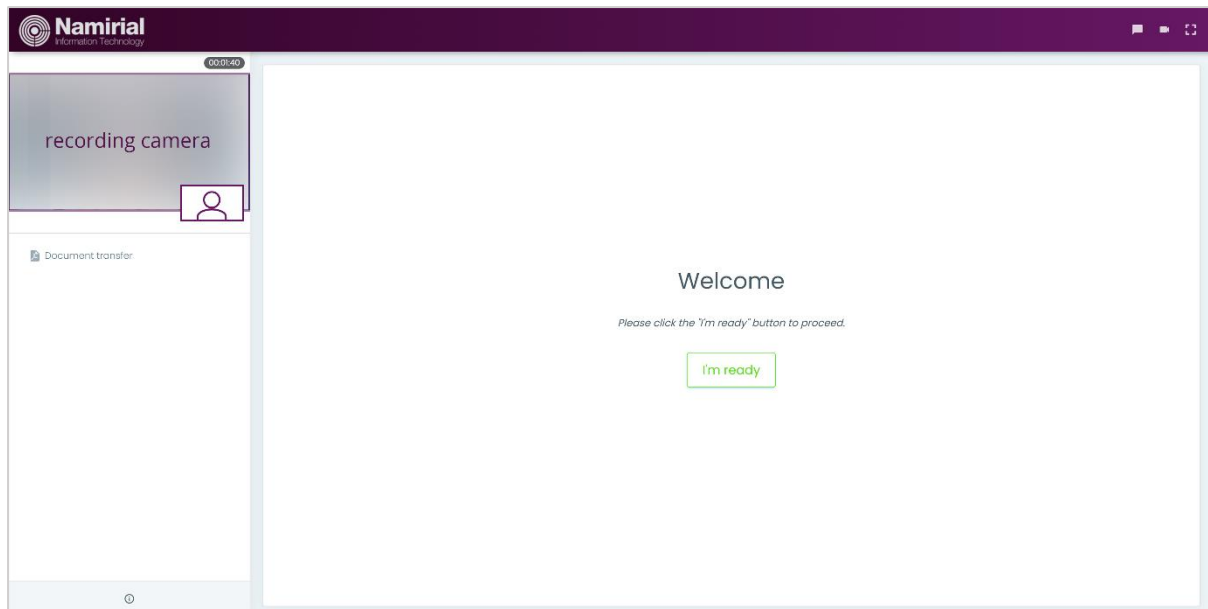 Namirial
Information Technology
00:01:40
recording camera
Document transfer
Welcome
Please click the "I'm ready" button to proceed.
I'm ready